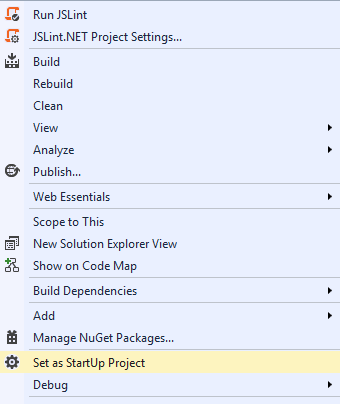 Run JSLint
JSLint.NET Project Settings...
Build
Rebuild
Clean
View
Analyze
Publish...
Web Essentials
Scope to This
New Solution Explorer View
Show on Code Map
Build Dependencies
Add
Manage NuGet Packages...
Set as StartUp Project
Debug